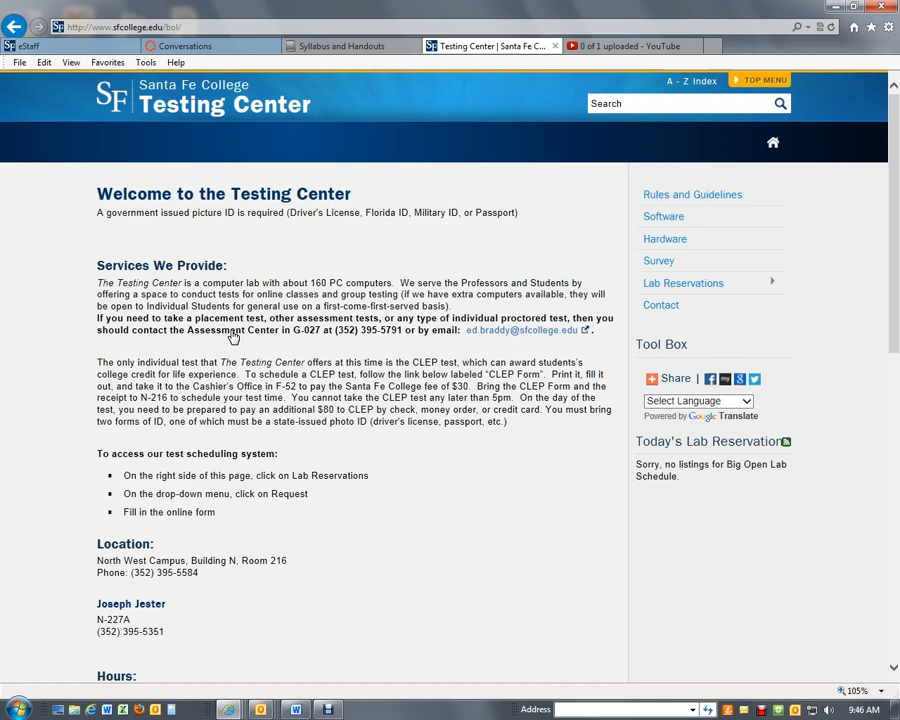 http://www.sfcollege.edu/bol/
eStaff
Conversations
Syllabus and Handouts
Testing Center | Santa Fe C...
0 of 1 uploaded - YouTube
File Edit View Favorites Tools Help
A - Z Index
TOP MENU
SF
Santa Fe College
Testing Center
Search
Welcome to the Testing Center
A government issued picture ID is required (Driver's License, Florida ID, Military ID, or Passport)
Services We Provide:
The Testing Center is a computer lab with about 160 PC computers. We serve the Professors and Students by
offering a space to conduct tests for online classes and group testing (if we have extra computers available, they will
be open to Individual Students for general use on a first-come-first-served basis).
If you need to take a placement test, other assessment tests, or any type of individual proctored test, then you
should contact the Assessment Center in G-027 at (352) 395-5791 or by email: ed.braddy@sfcollege.edu .
The only individual test that The Testing Center offers at this time is the CLEP test, which can award students's
college credit for life experience. To schedule a CLEP test, follow the link below labeled "CLEP Form". Print it, fill it
out, and take it to the Cashier's Office in F-52 to pay the Santa Fe College fee of $30. Bring the CLEP Form and the
receipt to N-216 to schedule your test time. You cannot take the CLEP test any later than 5pm. On the day of the
test, you need to be prepared to pay an additional $80 to CLEP by check, money order, or credit card. You must bring
two forms of ID, one of which must be a state-issued photo ID (driver's license, passport, etc.)
To access our test scheduling system:
On the right side of this page, click on Lab Reservations
On the drop-down menu, click on Request
Fill in the online form
Location:
North West Campus, Building N, Room 216
Phone: (352) 395-5584
Joseph Jester
N-227A
(352) 395-5351
Hours:
Rules and Guidelines
Software
Hardware
Survey
Lab Reservations
Contact
Tool Box
Share |
Select Language
Powered by Google Translate
Today's Lab Reservation
Sorry, no listings for Big Open Lab
Schedule.
105%
Address
9:46 AM